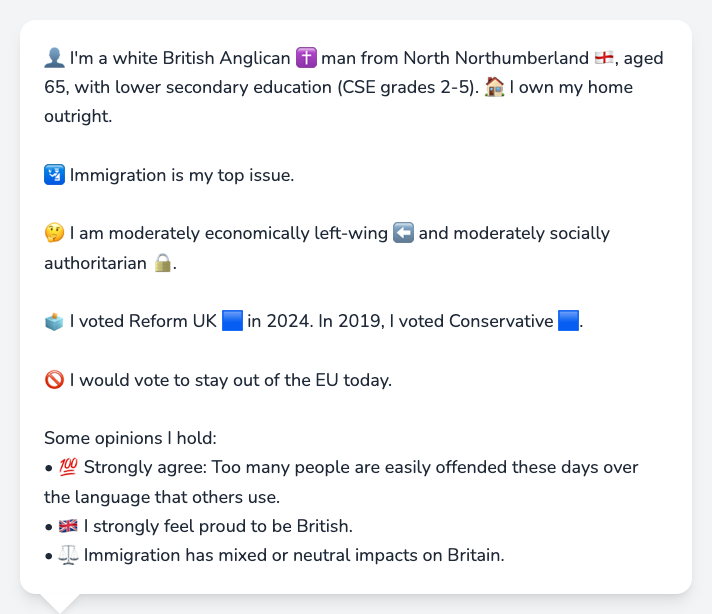 👤 I'm a white British Anglican ✝️ man from North Northumberland 🏴󠁧󠁢󠁥󠁮󠁧󠁿, aged
65, with lower secondary education (CSE grades 2-5). 🏠 I own my home
outright.
🛂 Immigration is my top issue.
🤔 I am moderately economically left-wing ⬅️ and moderately socially
authoritarian 🔒.
🗳️ I voted Reform UK 🟦 in 2024. In 2019, I voted Conservative 🟦.
🚫 I would vote to stay out of the EU today.
Some opinions I hold:
• 💯 Strongly agree: Too many people are easily offended these days over
the language that others use.
• 🇬🇧 I strongly feel proud to be British.
• ⚖️ Immigration has mixed or neutral impacts on Britain.